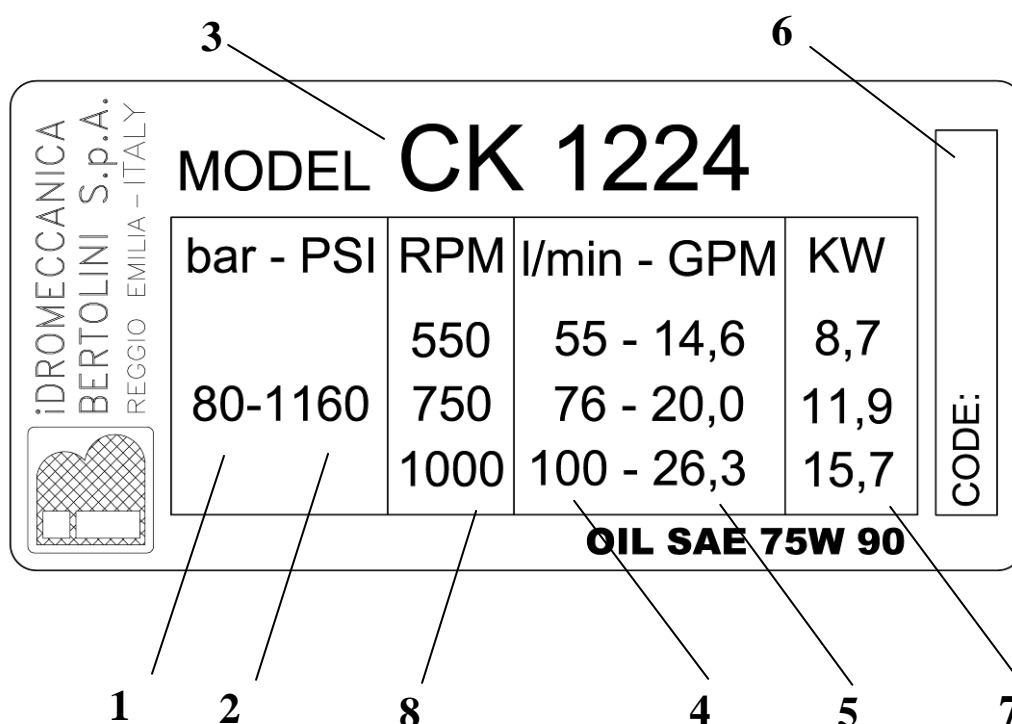 3
6
iDROMECCANICA
BERTOLINI S.p.A.
REGGIO EMILIA-ITALY
MODEL CK 1224
bar - PSI RPM l/min - GPM KW
550 55 - 14,6 8,7
80-1160 750 76 - 20,0 11,9
1000 100 - 26,3 15,7
CODE:
OIL SAE 75W 90
1 2 8 4 5 7